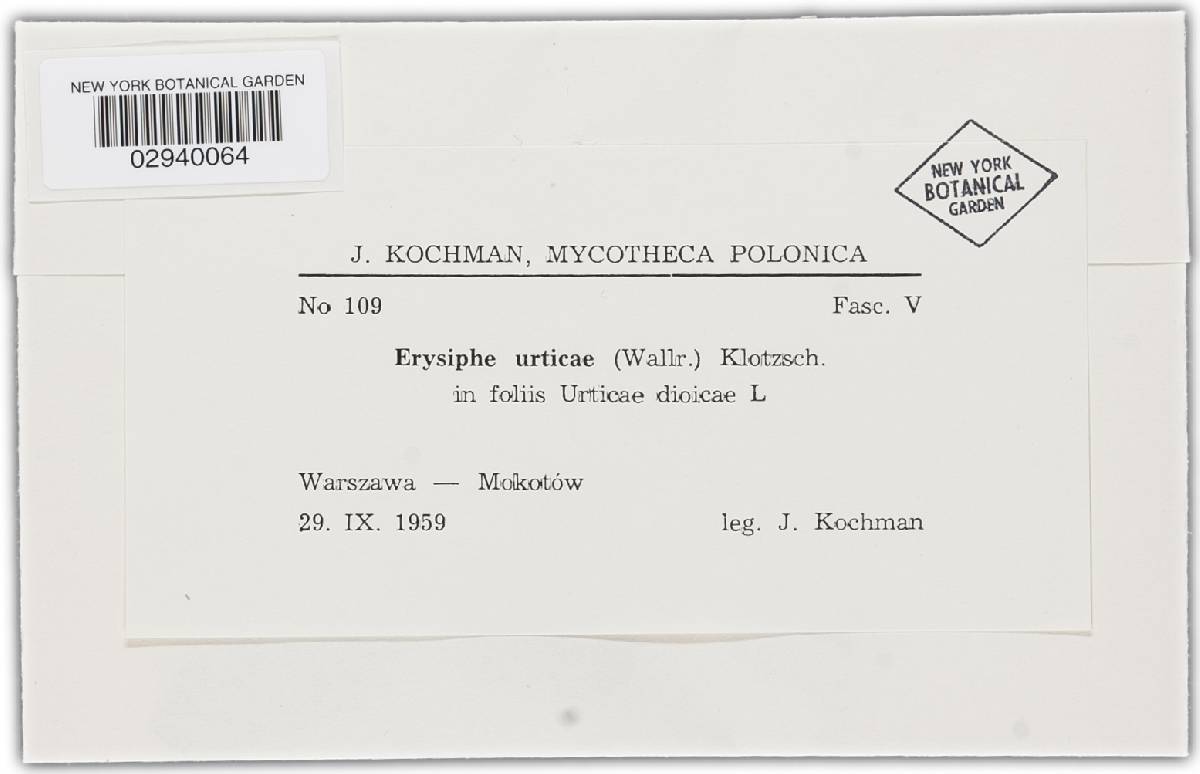 NEW YORK BOTANICAL GARDEN
02940064
NEW YORK
BOTANICAL
GARDEN
J. KOCHMAN, MYCOTHECA POLONICA
No 109 Fasc. V
Erysiphe urticae (Wallr.) Klotzsch.
in foliis Urticae dioicae L
Warszawa — Mokotów
29. IX. 1959 leg. J. Kochman